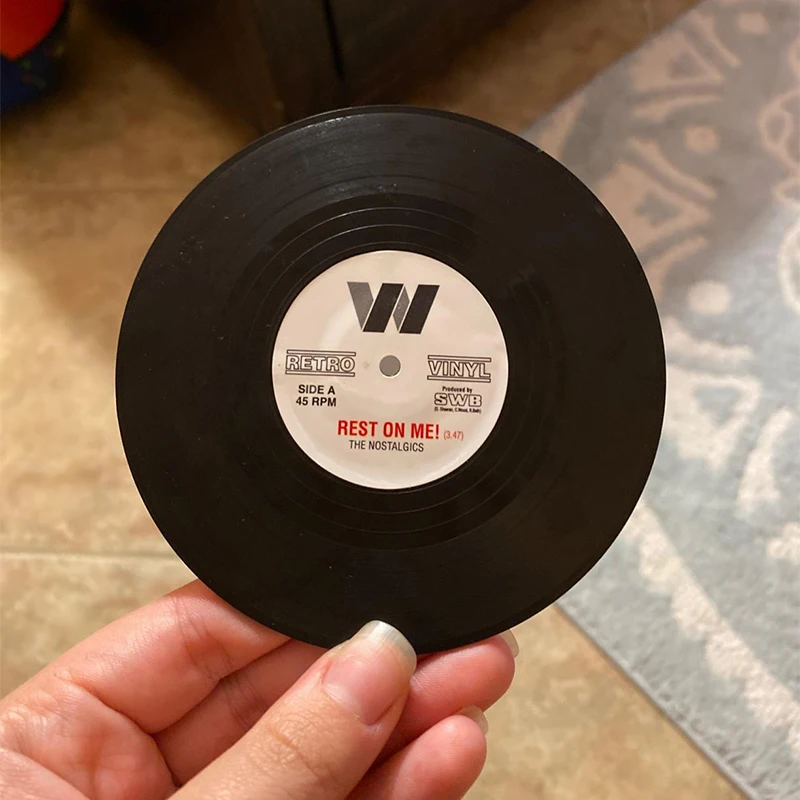 W
RETRO VINYL
SIDE A
45 RPM
Produced by
SWB
REST ON ME! (3.47)
THE NOSTALGICS